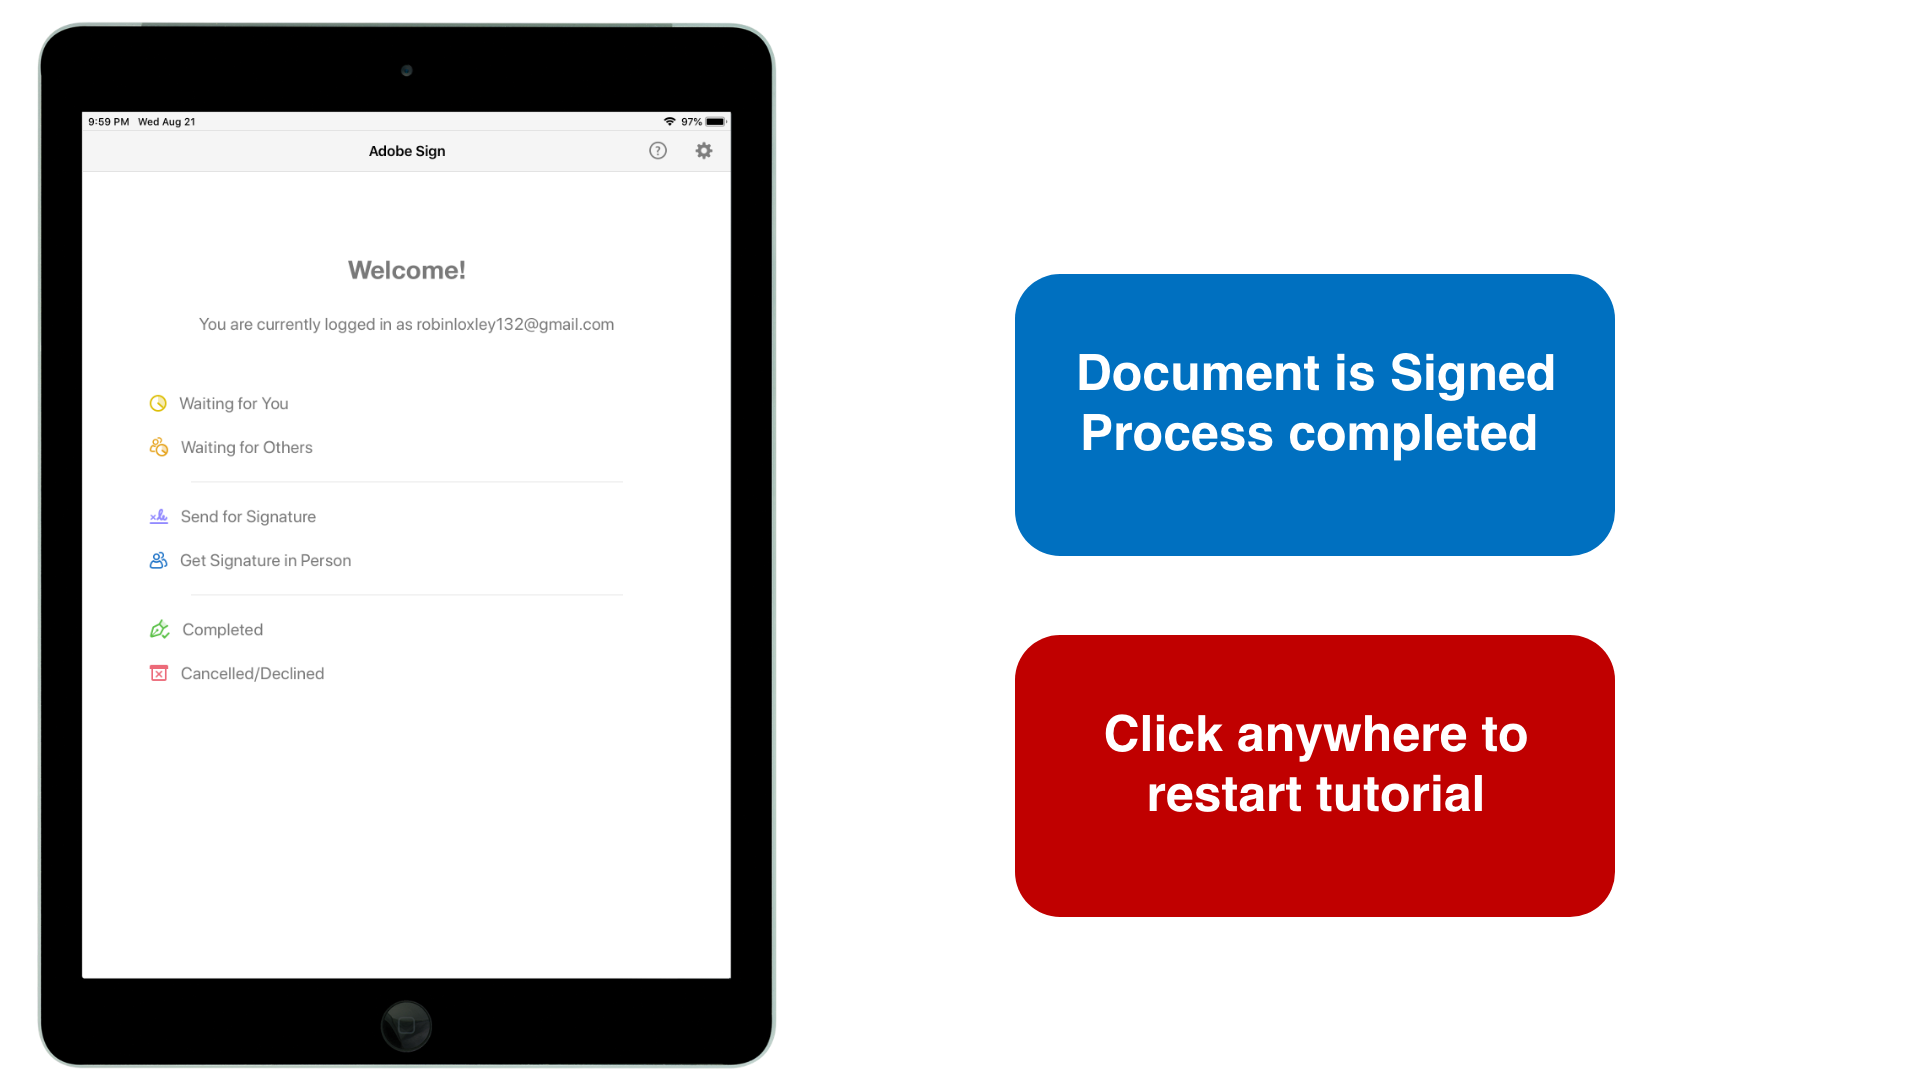 9:59 PM Wed Aug 21 97%
Adobe Sign
Welcome!
You are currently logged in as robinloxley132@gmail.com
Waiting for You
Waiting for Others
Send for Signature
Get Signature in Person
Completed
Cancelled/Declined
Document is Signed
Process completed
Click anywhere to
restart tutorial